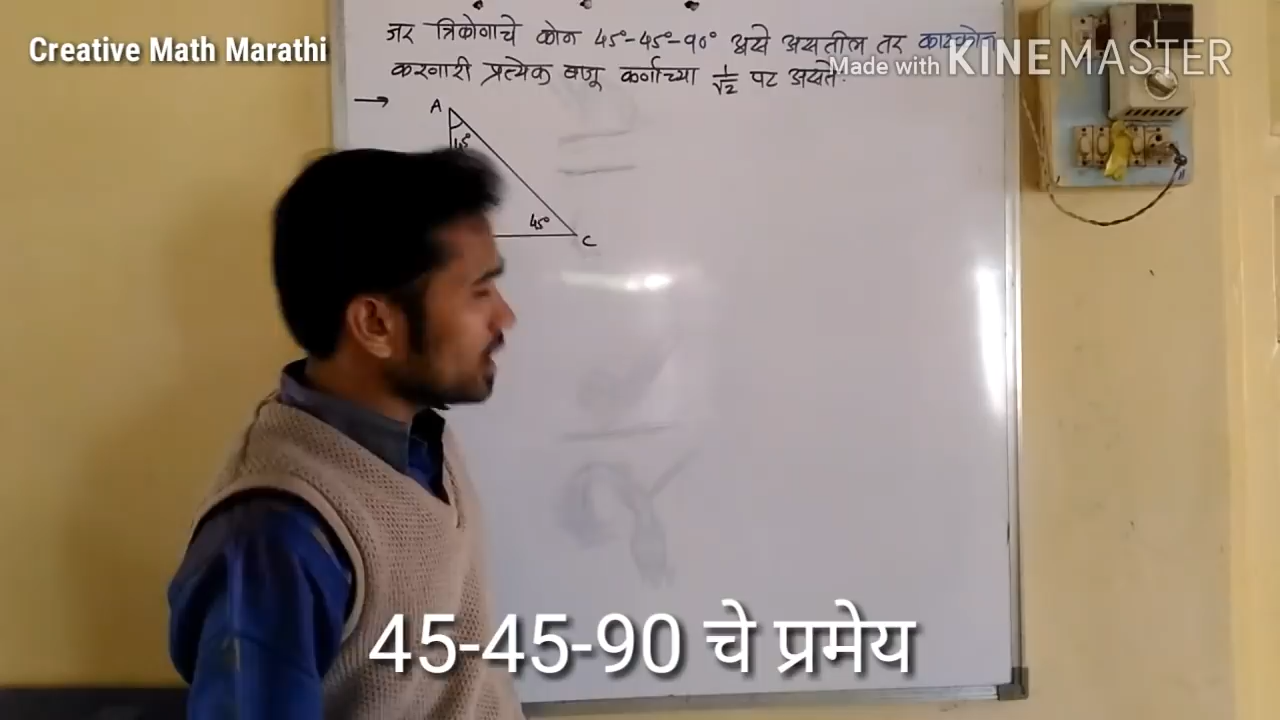 Creative Math Marathi
जर त्रिकोणाचे कोन 45°-45°-90° असे असतील तर काटकोन
करणारी प्रत्येक बाजू कर्णाच्या 1/√2 पट असते.
Made with KINEMASTER
→
A
45°
45°
C
45-45-90 चे प्रमेय